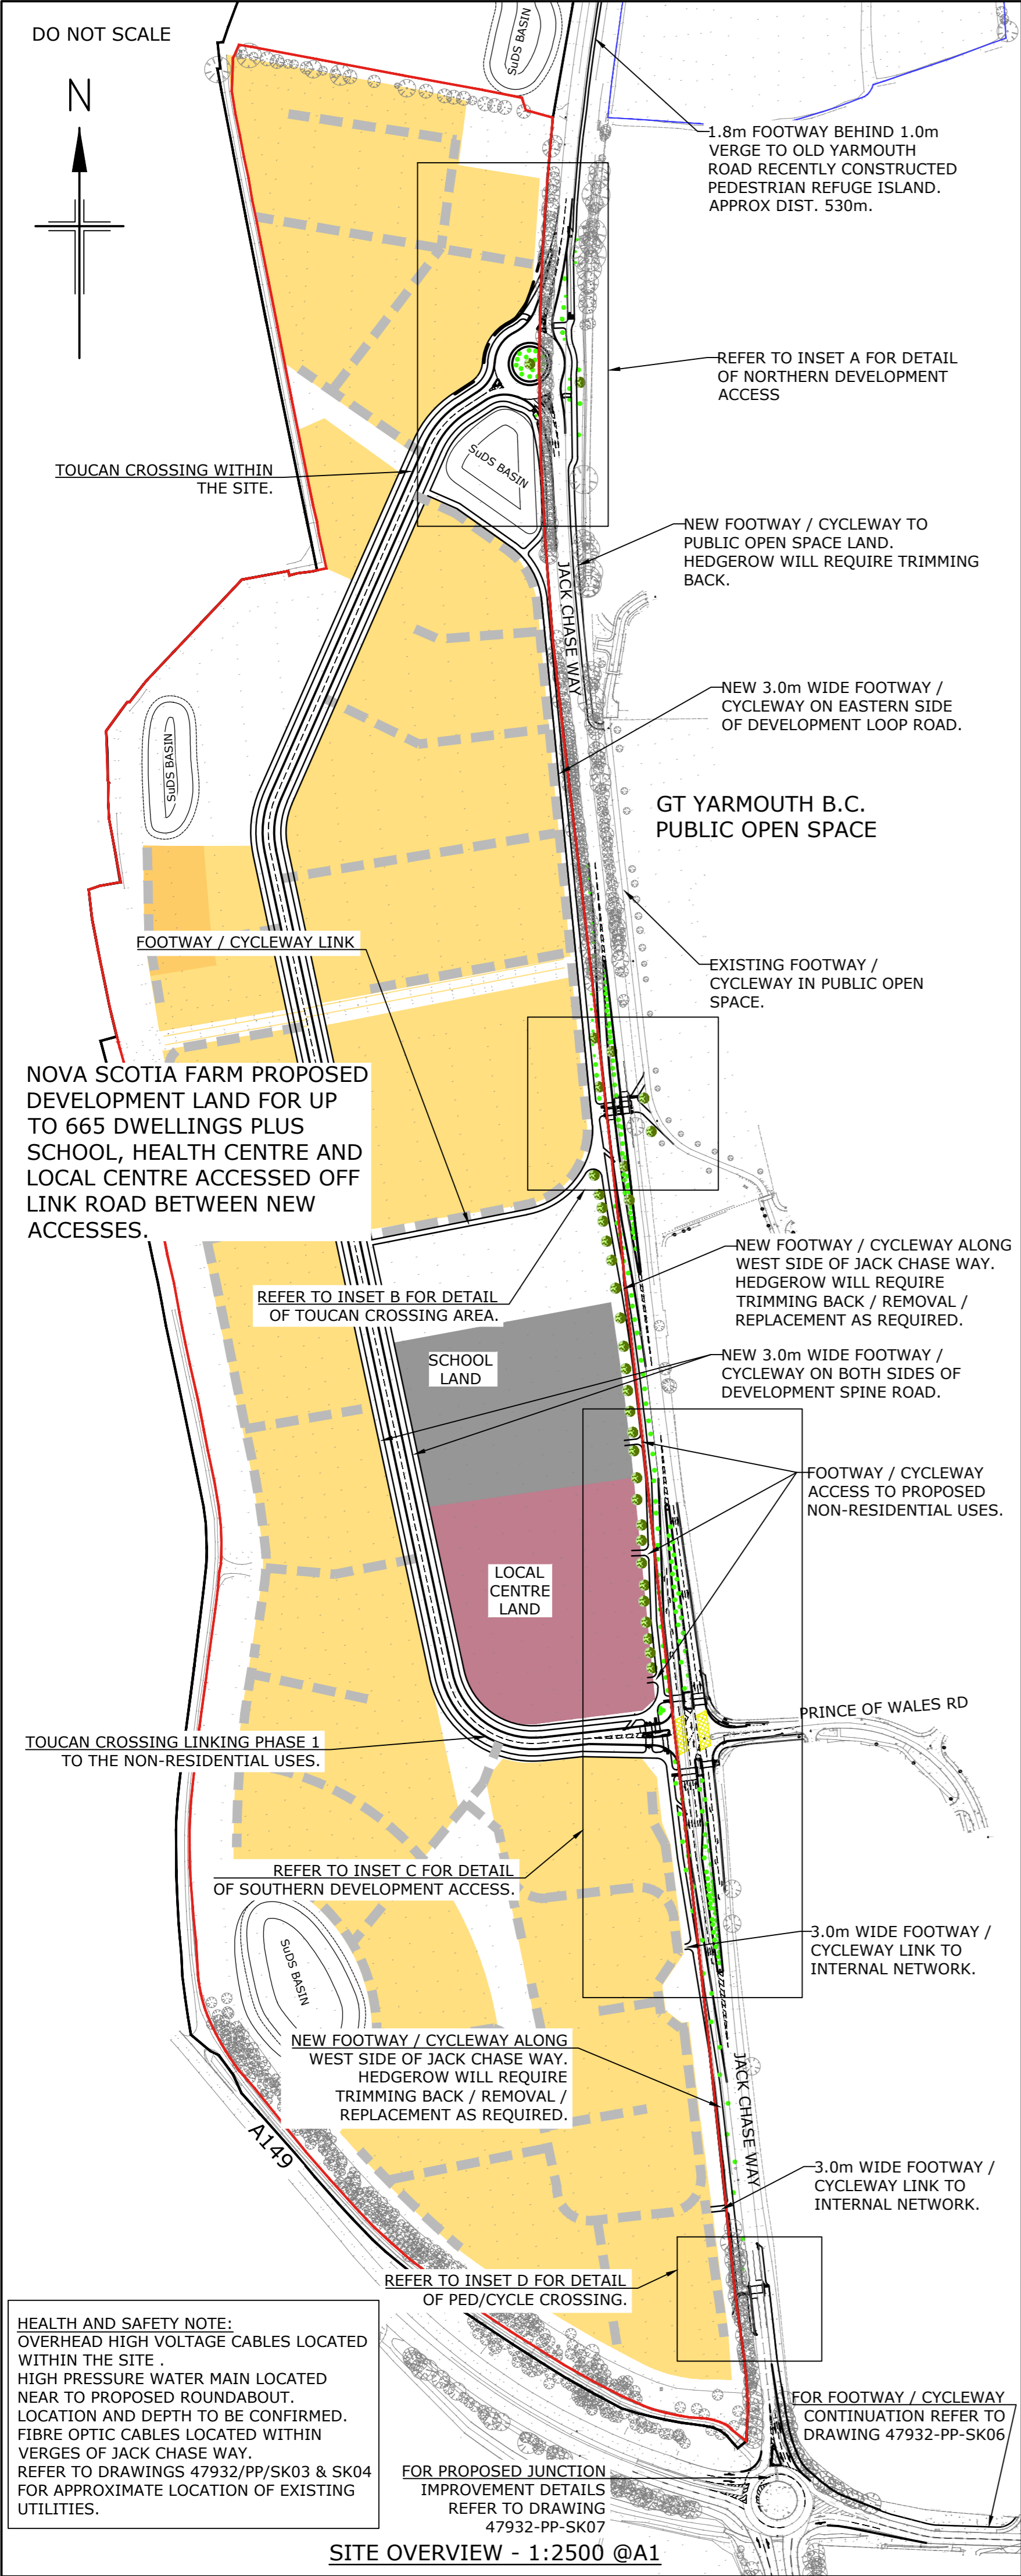 DO NOT SCALE
N
SuDS BASIN
1.8m FOOTWAY BEHIND 1.0m
VERGE TO OLD YARMOUTH
ROAD RECENTLY CONSTRUCTED
PEDESTRIAN REFUGE ISLAND.
APPROX DIST. 530m.
REFER TO INSET A FOR DETAIL
OF NORTHERN DEVELOPMENT
ACCESS
TOUCAN CROSSING WITHIN
THE SITE.
SuDS BASIN
NEW FOOTWAY / CYCLEWAY TO
PUBLIC OPEN SPACE LAND.
HEDGEROW WILL REQUIRE TRIMMING
BACK.
JACK CHASE WAY
NEW 3.0m WIDE FOOTWAY /
CYCLEWAY ON EASTERN SIDE
OF DEVELOPMENT LOOP ROAD.
SuDS BASIN
GT YARMOUTH B.C.
PUBLIC OPEN SPACE
FOOTWAY / CYCLEWAY LINK
EXISTING FOOTWAY /
CYCLEWAY IN PUBLIC OPEN
SPACE.
NOVA SCOTIA FARM PROPOSED
DEVELOPMENT LAND FOR UP
TO 665 DWELLINGS PLUS
SCHOOL, HEALTH CENTRE AND
LOCAL CENTRE ACCESSED OFF
LINK ROAD BETWEEN NEW
ACCESSES.
NEW FOOTWAY / CYCLEWAY ALONG
WEST SIDE OF JACK CHASE WAY.
HEDGEROW WILL REQUIRE
TRIMMING BACK / REMOVAL /
REPLACEMENT AS REQUIRED.
REFER TO INSET B FOR DETAIL
OF TOUCAN CROSSING AREA.
SCHOOL
LAND
NEW 3.0m WIDE FOOTWAY /
CYCLEWAY ON BOTH SIDES OF
DEVELOPMENT SPINE ROAD.
FOOTWAY / CYCLEWAY
ACCESS TO PROPOSED
NON-RESIDENTIAL USES.
LOCAL
CENTRE
LAND
PRINCE OF WALES RD
TOUCAN CROSSING LINKING PHASE 1
TO THE NON-RESIDENTIAL USES.
REFER TO INSET C FOR DETAIL
OF SOUTHERN DEVELOPMENT ACCESS.
SuDS BASIN
3.0m WIDE FOOTWAY /
CYCLEWAY LINK TO
INTERNAL NETWORK.
NEW FOOTWAY / CYCLEWAY ALONG
WEST SIDE OF JACK CHASE WAY.
HEDGEROW WILL REQUIRE
TRIMMING BACK / REMOVAL /
REPLACEMENT AS REQUIRED.
JACK CHASE WAY
A149
3.0m WIDE FOOTWAY /
CYCLEWAY LINK TO
INTERNAL NETWORK.
REFER TO INSET D FOR DETAIL
OF PED/CYCLE CROSSING.
HEALTH AND SAFETY NOTE:
OVERHEAD HIGH VOLTAGE CABLES LOCATED
WITHIN THE SITE .
HIGH PRESSURE WATER MAIN LOCATED
NEAR TO PROPOSED ROUNDABOUT.
LOCATION AND DEPTH TO BE CONFIRMED.
FIBRE OPTIC CABLES LOCATED WITHIN
VERGES OF JACK CHASE WAY.
REFER TO DRAWINGS 47932/PP/SK03 & SK04
FOR APPROXIMATE LOCATION OF EXISTING
UTILITIES.
FOR FOOTWAY / CYCLEWAY
CONTINUATION REFER TO
DRAWING 47932-PP-SK06
FOR PROPOSED JUNCTION
IMPROVEMENT DETAILS
REFER TO DRAWING
47932-PP-SK07
SITE OVERVIEW - 1:2500 @A1